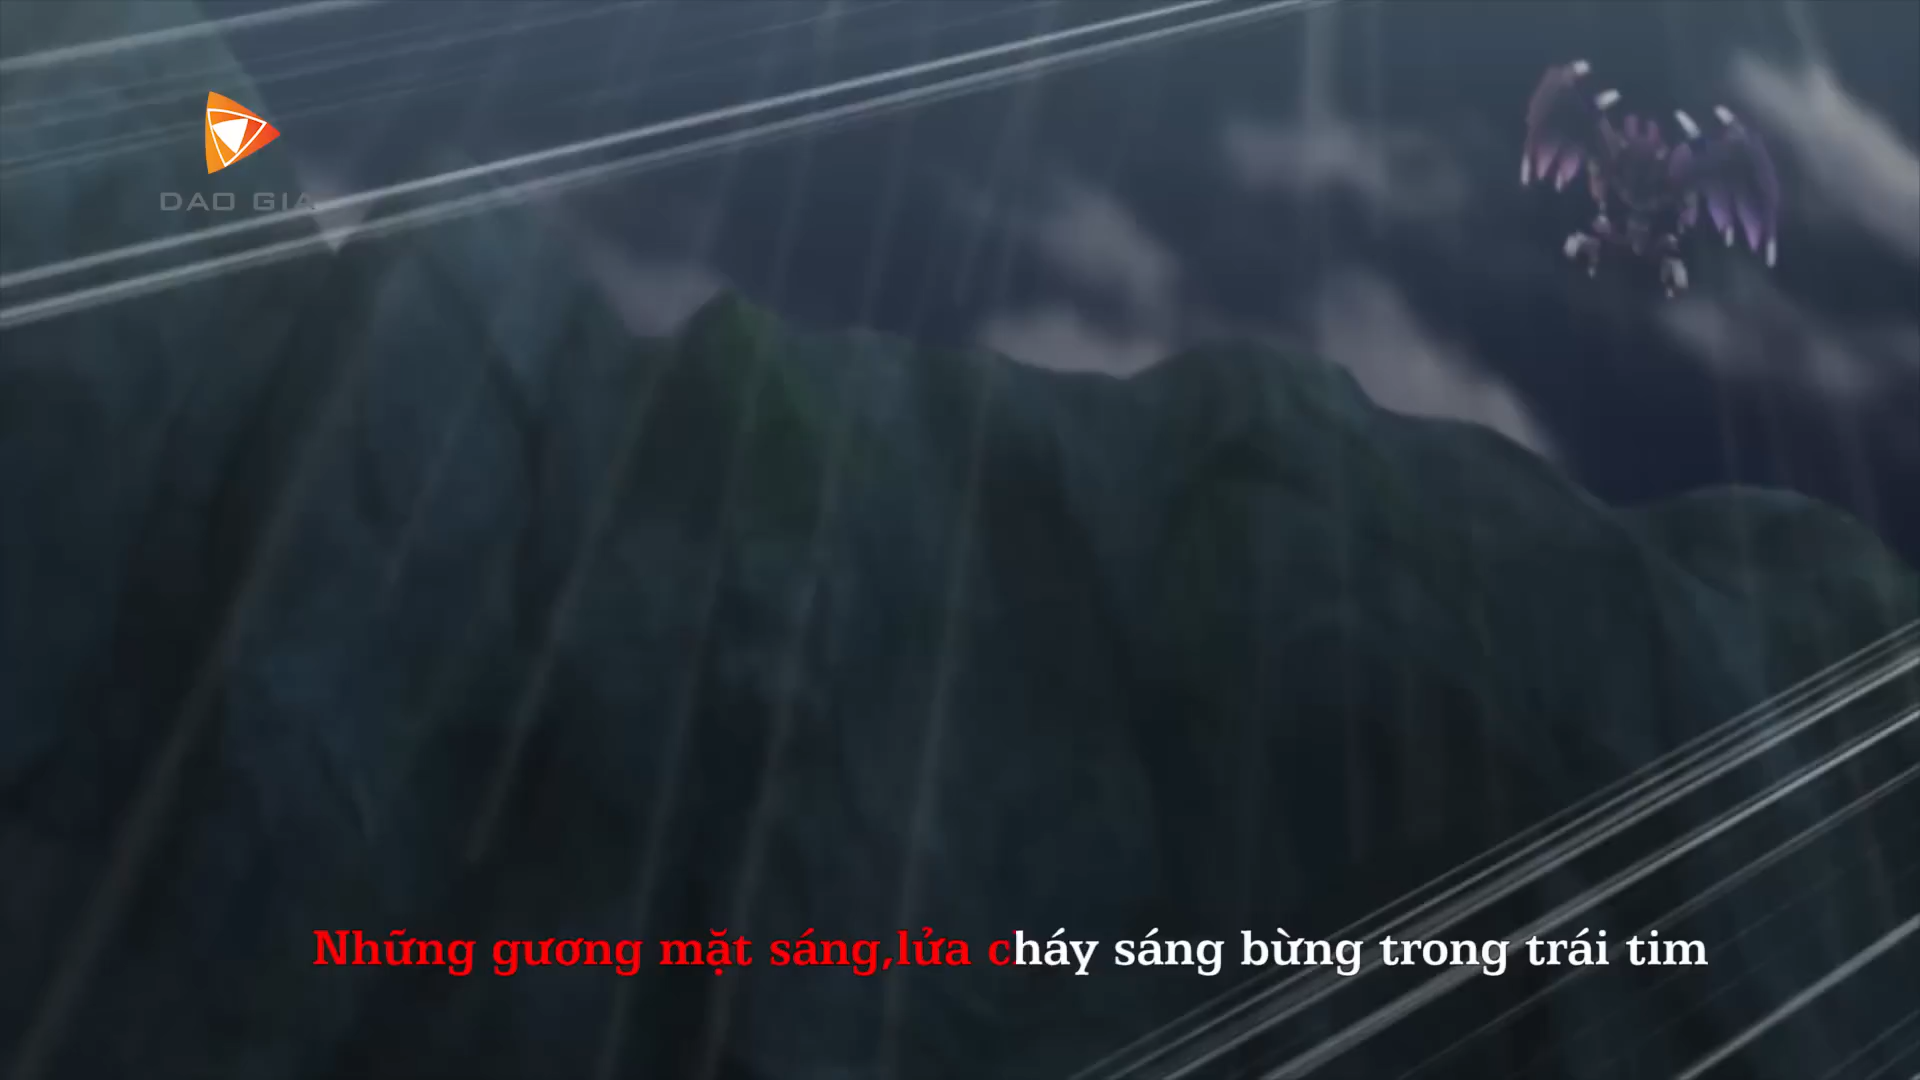 DAO GIA
Những gương mặt sáng,lửa cháy sáng bừng trong trái tim